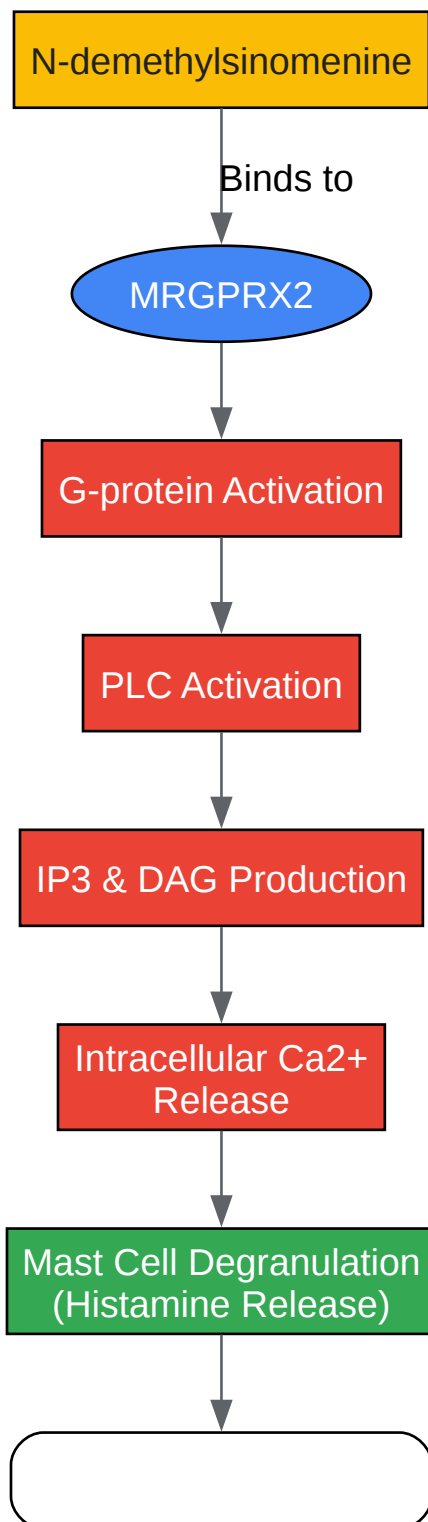 N-demethylsinomenine
Binds to
MRGPRX2
G-protein Activation
PLC Activation
IP3 & DAG Production
Intracellular Ca2+
Release
Mast Cell Degranulation
(Histamine Release)